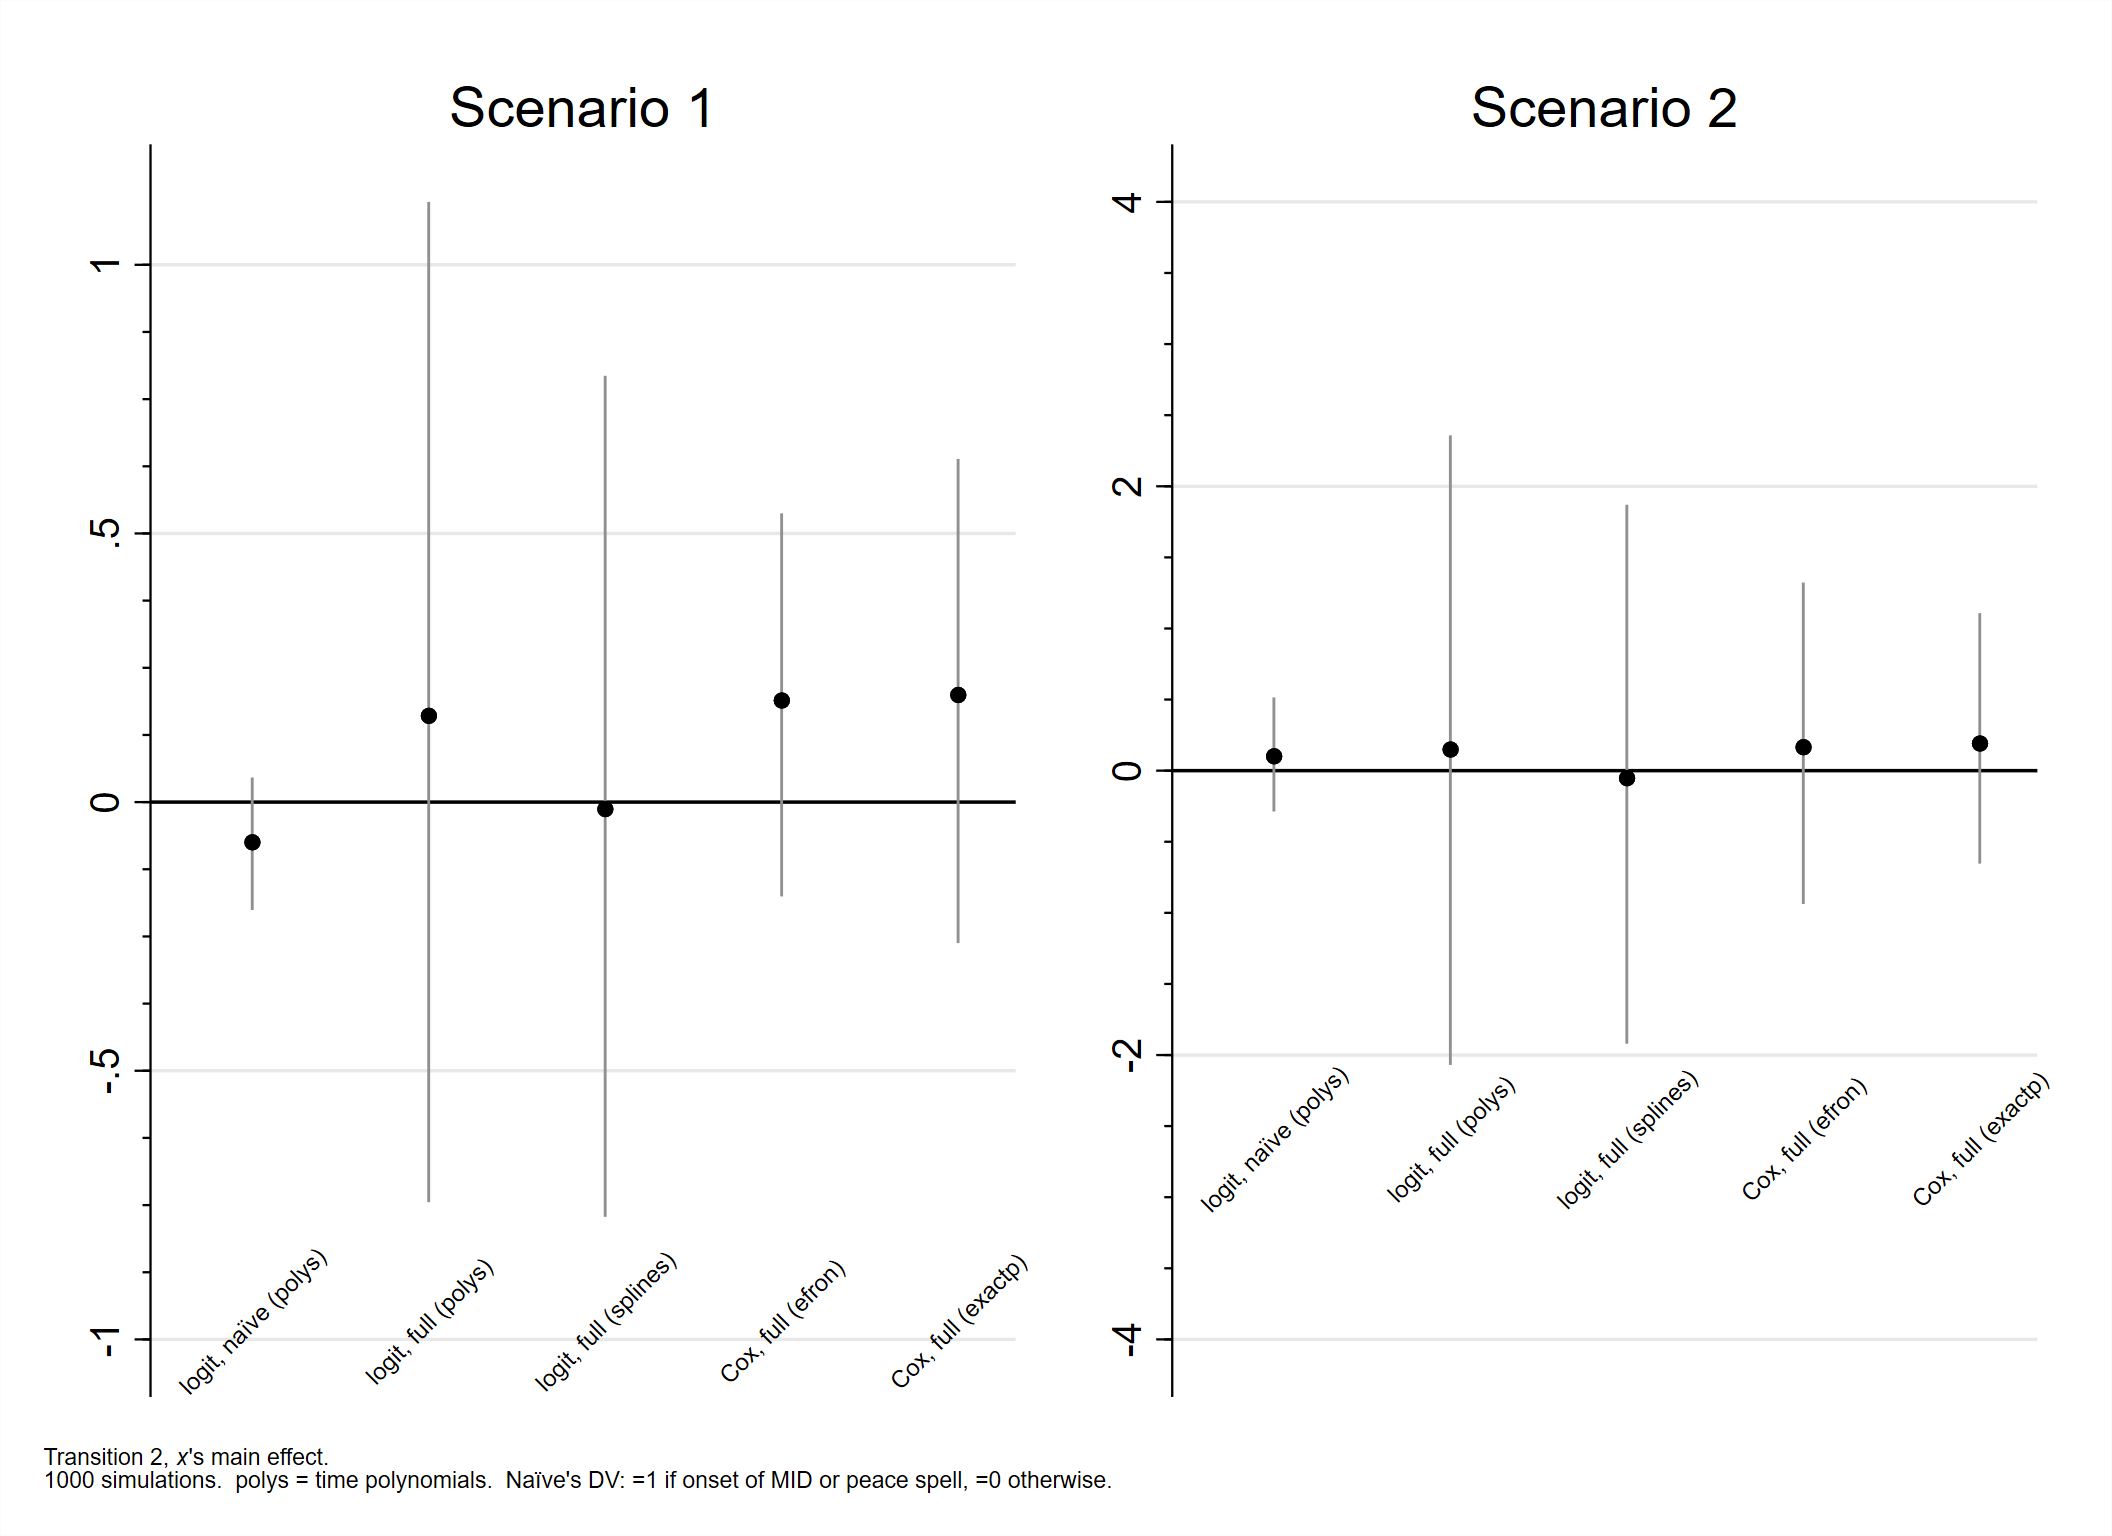 Scenario 1
1
.5
0
-.5
-1
logit, naïve (polys)
logit, full (polys)
logit, full (splines)
Cox, full (efron)
Cox, full (exactp)
Scenario 2
4
2
0
-2
-4
logit, naïve (polys)
logit, full (polys)
logit, full (splines)
Cox, full (efron)
Cox, full (exactp)
Transition 2, x's main effect.
1000 simulations.  polys = time polynomials.  Naïve's DV: =1 if onset of MID or peace spell, =0 otherwise.